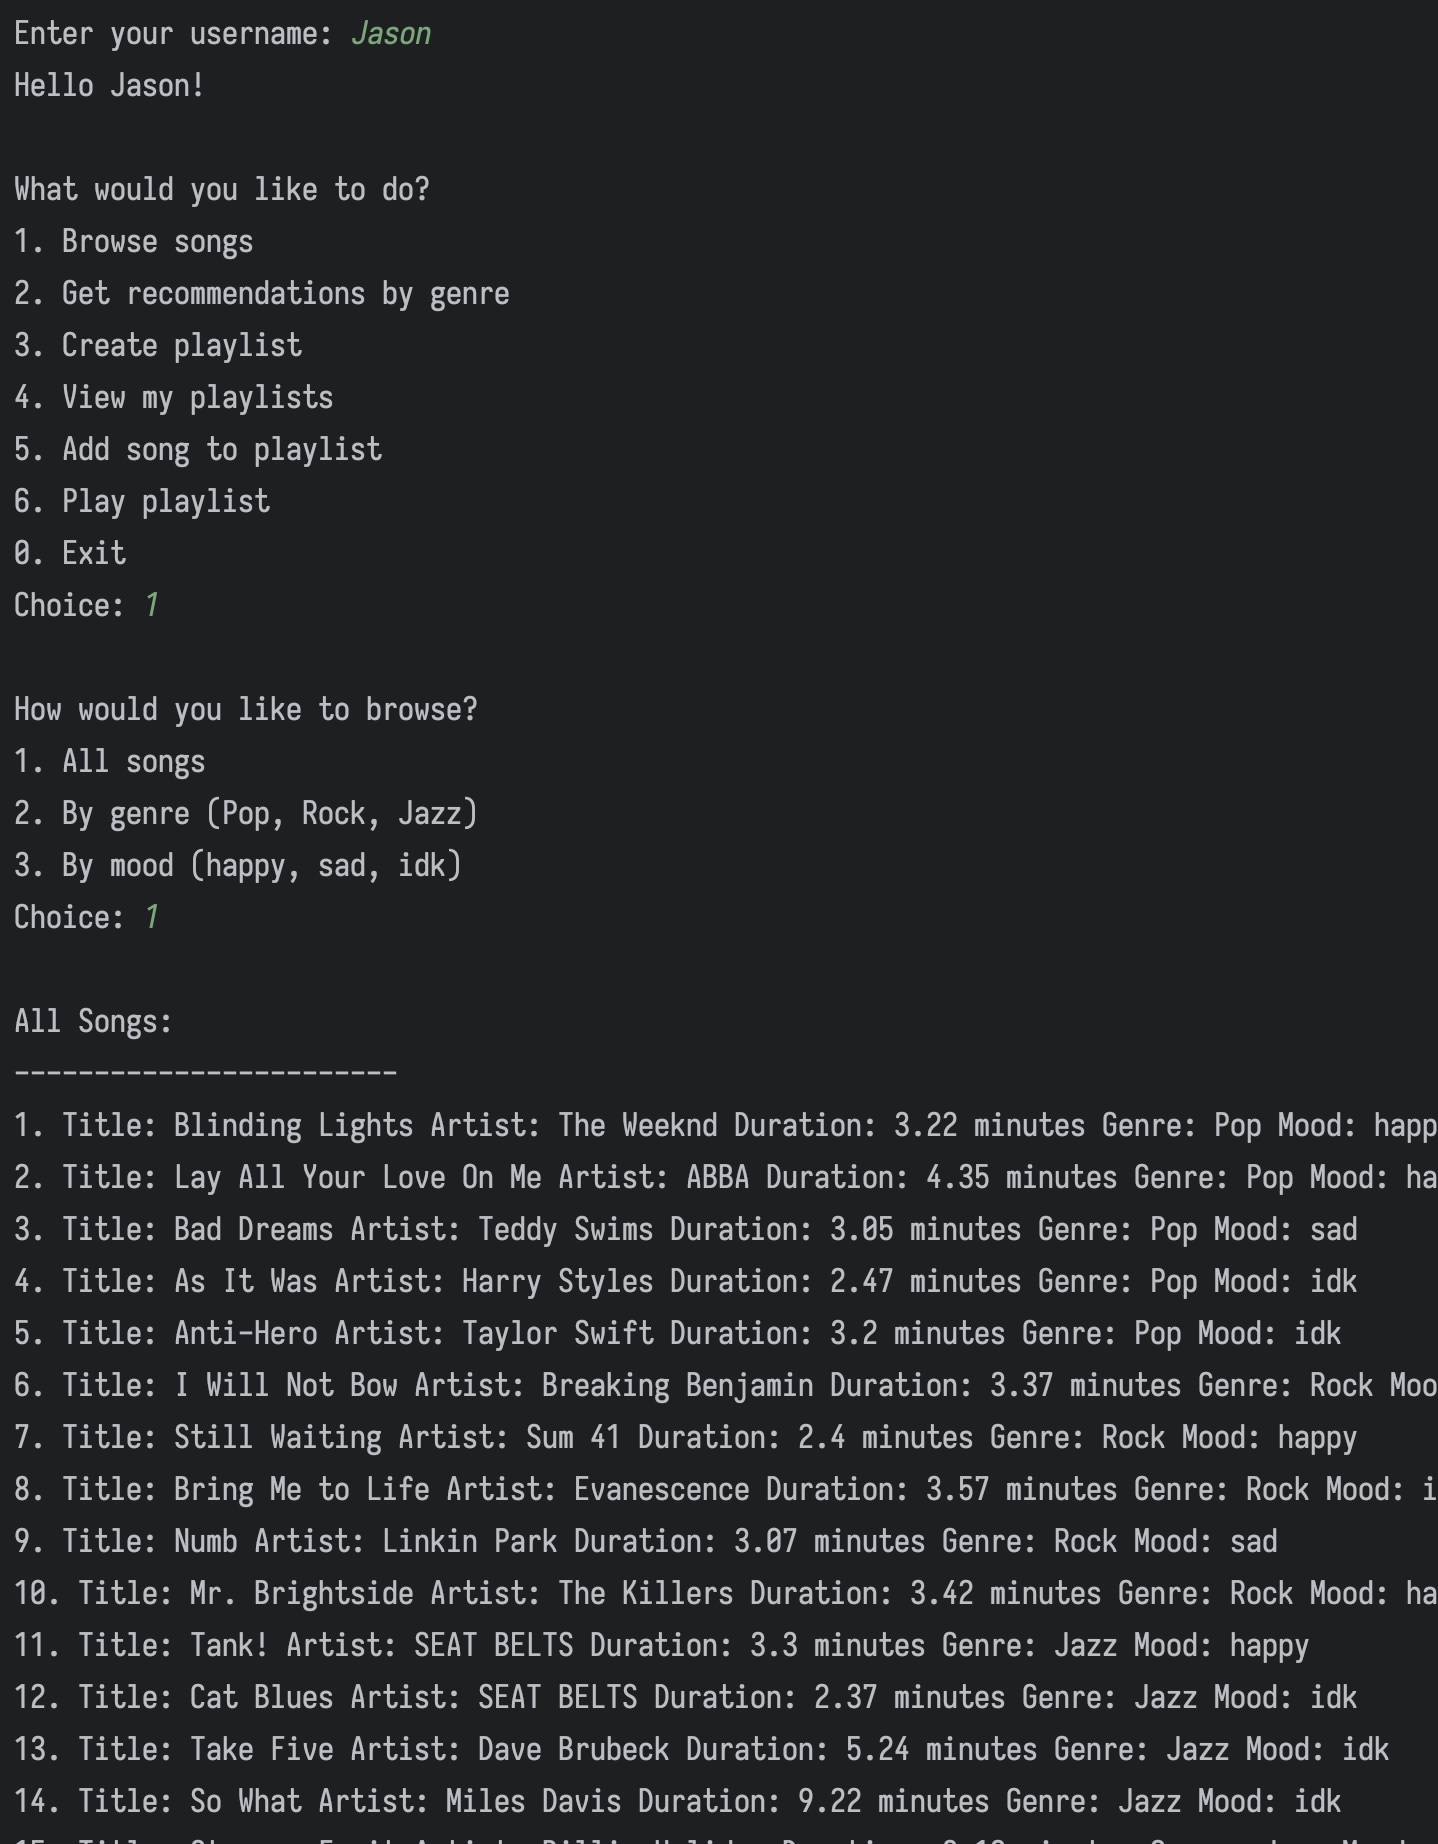 Enter your username: Jason
Hello Jason!
What would you like to do?
1. Browse songs
2. Get recommendations by genre
3. Create playlist
4. View my playlists
5. Add song to playlist
6. Play playlist
0. Exit
Choice: 1
How would you like to browse?
1. All songs
2. By genre (Pop, Rock, Jazz)
3. By mood (happy, sad, idk)
Choice: 1
All Songs:
------------------------
1. Title: Blinding Lights Artist: The Weeknd Duration: 3.22 minutes Genre: Pop Mood: happ
2. Title: Lay All Your Love On Me Artist: ABBA Duration: 4.35 minutes Genre: Pop Mood: ha
3. Title: Bad Dreams Artist: Teddy Swims Duration: 3.05 minutes Genre: Pop Mood: sad
4. Title: As It Was Artist: Harry Styles Duration: 2.47 minutes Genre: Pop Mood: idk
5. Title: Anti-Hero Artist: Taylor Swift Duration: 3.2 minutes Genre: Pop Mood: idk
6. Title: I Will Not Bow Artist: Breaking Benjamin Duration: 3.37 minutes Genre: Rock Moo
7. Title: Still Waiting Artist: Sum 41 Duration: 2.4 minutes Genre: Rock Mood: happy
8. Title: Bring Me to Life Artist: Evanescence Duration: 3.57 minutes Genre: Rock Mood: i
9. Title: Numb Artist: Linkin Park Duration: 3.07 minutes Genre: Rock Mood: sad
10. Title: Mr. Brightside Artist: The Killers Duration: 3.42 minutes Genre: Rock Mood: ha
11. Title: Tank! Artist: SEAT BELTS Duration: 3.3 minutes Genre: Jazz Mood: happy
12. Title: Cat Blues Artist: SEAT BELTS Duration: 2.37 minutes Genre: Jazz Mood: idk
13. Title: Take Five Artist: Dave Brubeck Duration: 5.24 minutes Genre: Jazz Mood: idk
14. Title: So What Artist: Miles Davis Duration: 9.22 minutes Genre: Jazz Mood: idk